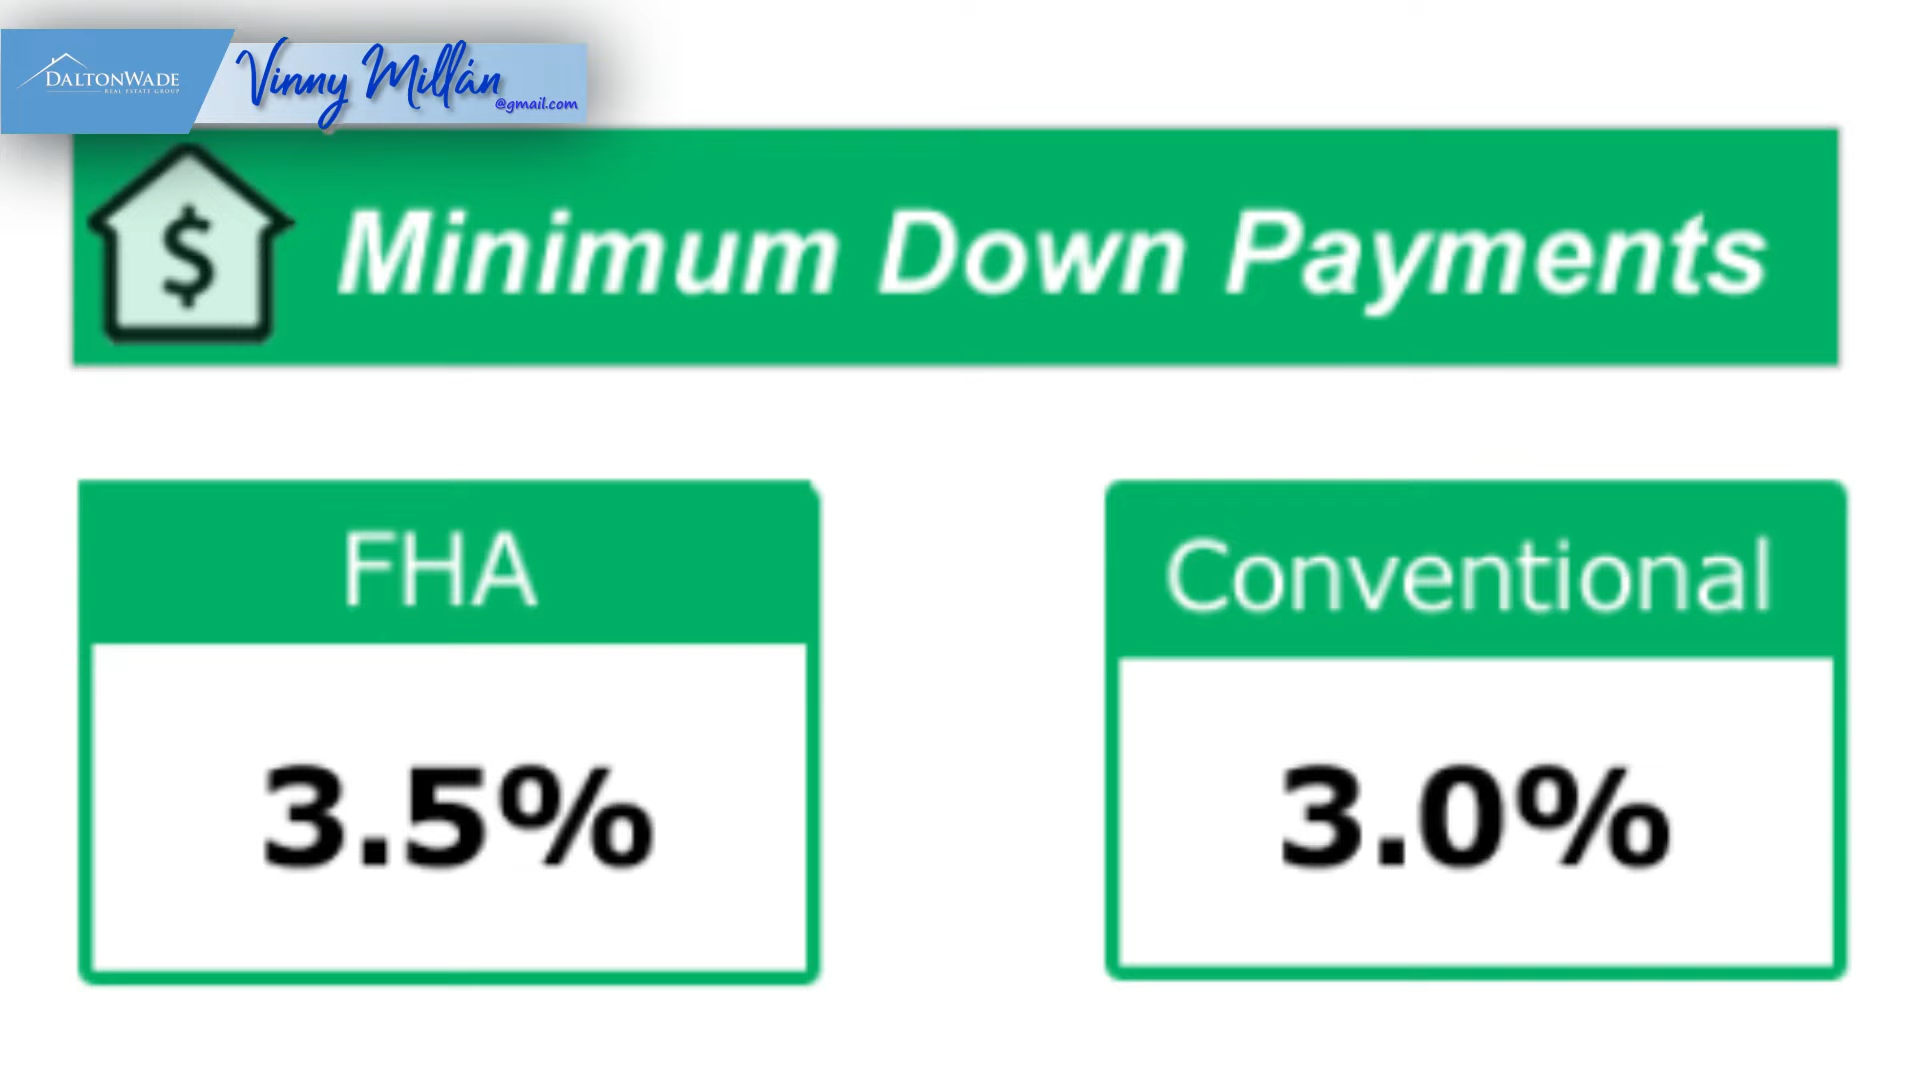 DALTONWADE
REAL ESTATE GROUP
Vinny Millán
@gmail.com
$
Minimum Down Payments
FHA
Conventional
3.5%
3.0%